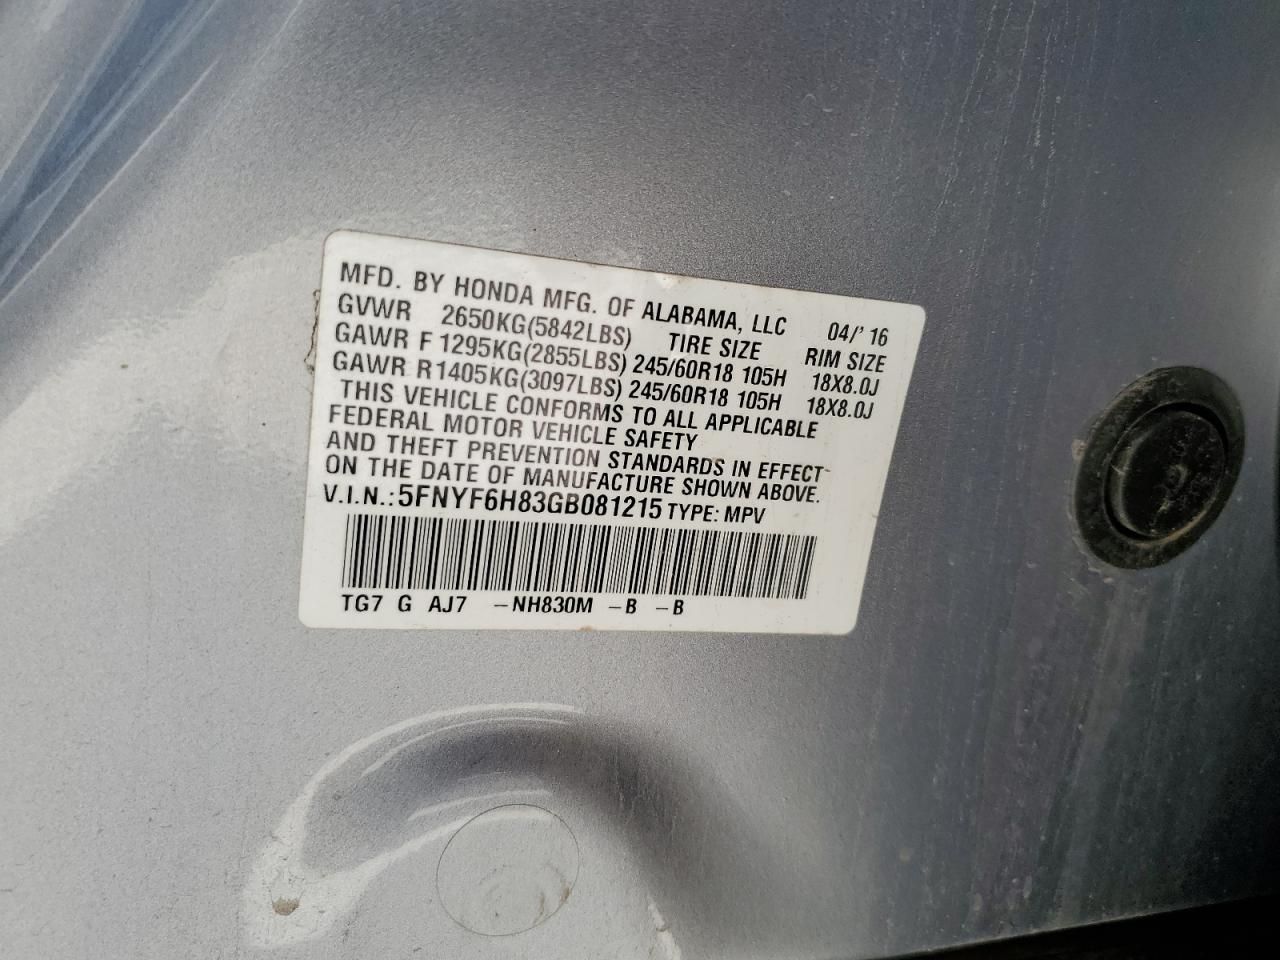 MFD. BY HONDA MFG. OF ALABAMA, LLC 04/'16
GVWR 2650KG(5842LBS) TIRE SIZE RIM SIZE
GAWR F 1295KG(2855LBS) 245/60R18 105H 18X8.0J
GAWR R1405KG(3097LBS) 245/60R18 105H 18X8.0J
THIS VEHICLE CONFORMS TO ALL APPLICABLE
FEDERAL MOTOR VEHICLE SAFETY
AND THEFT PREVENTION STANDARDS IN EFFECT
ON THE DATE OF MANUFACTURE SHOWN ABOVE.
V.I.N.: 5FNYF6H83GB081215 TYPE: MPV
TG7 G AJ7 -NH830M -B -B